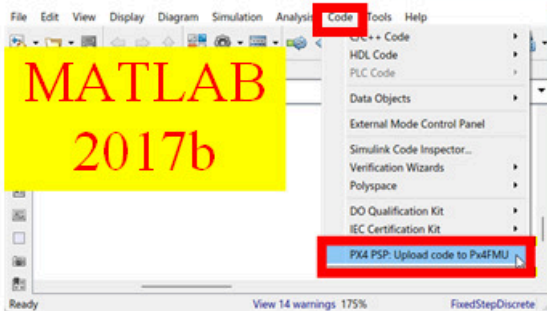 File Edit View Display Diagram Simulation Analysis Code Tools Help
C/C++ Code
HDL Code
PLC Code
Data Objects
External Mode Control Panel
Simulink Code Inspector...
Verification Wizards
Polyspace
DO Qualification Kit
IEC Certification Kit
PX4 PSP: Upload code to Px4FMU
MATLAB
2017b
Ready View 14 warnings 175% FixedStepDiscrete